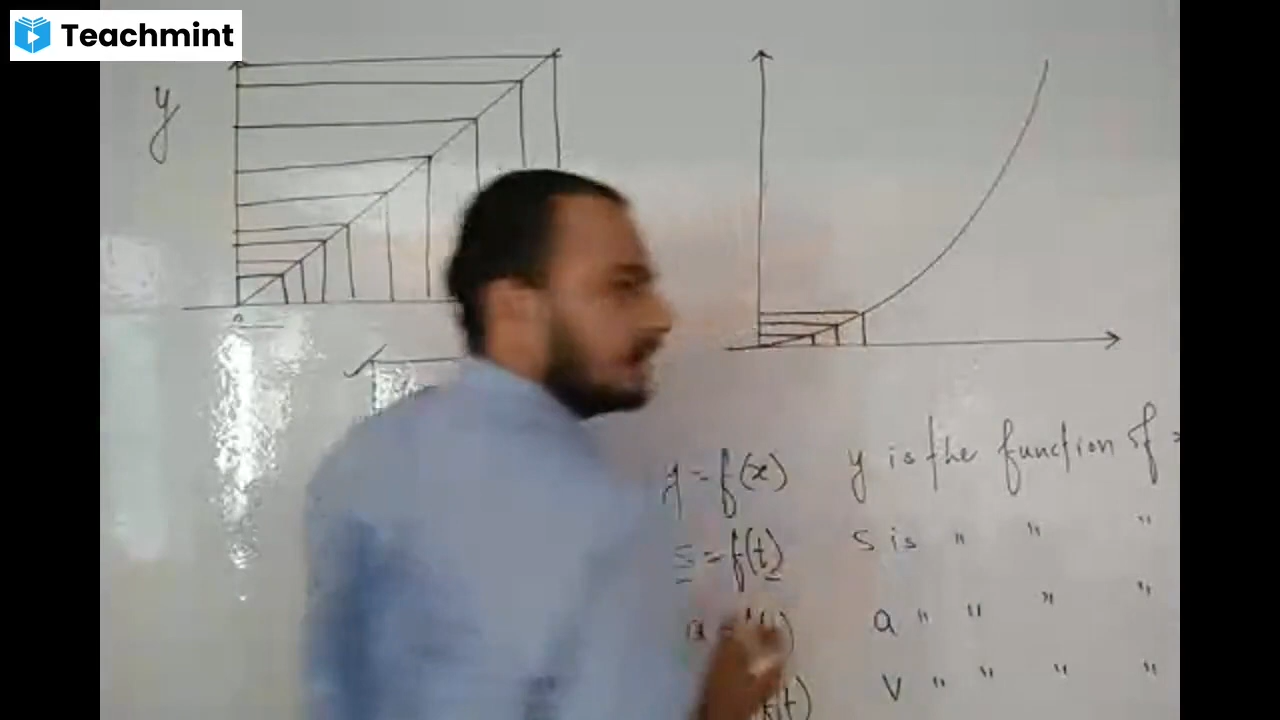 Teachmint
y
y = f(x) y is the function of
S = f(t) S is " " "
a " " " "
V " " " "